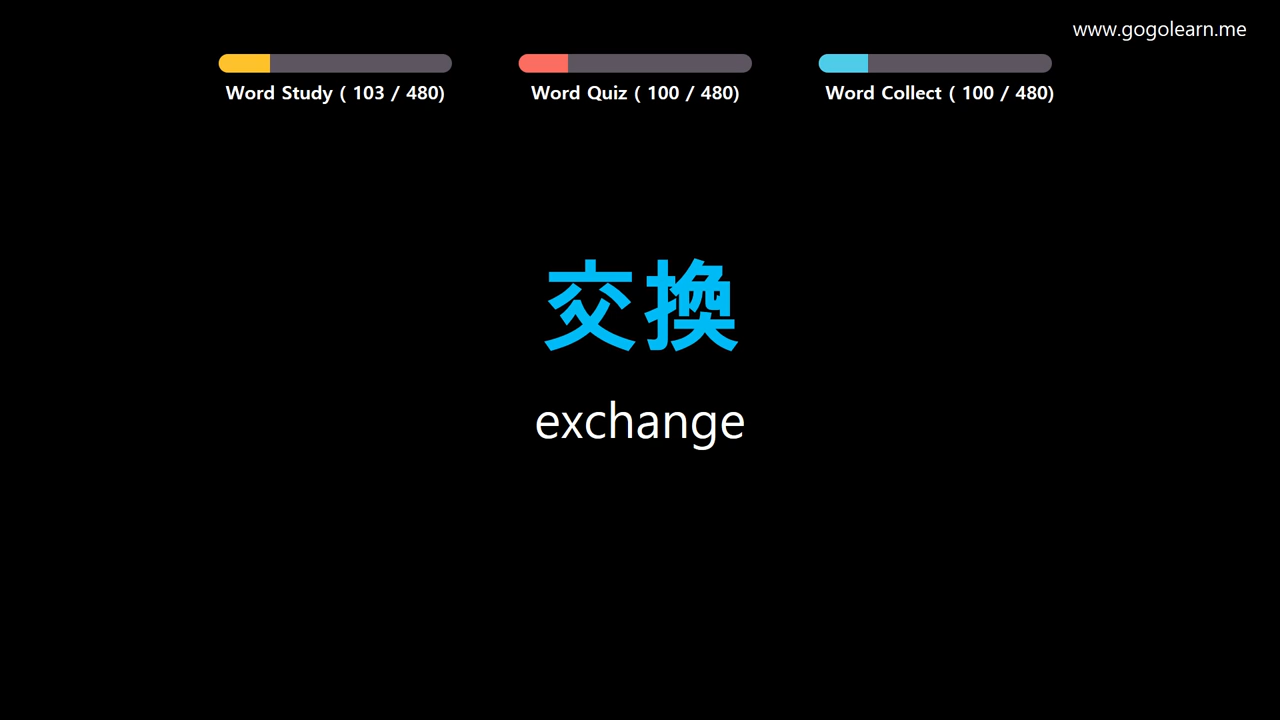 www.gogolearn.me
Word Study ( 103 / 480)
Word Quiz ( 100 / 480)
Word Collect ( 100 / 480)
交換
exchange